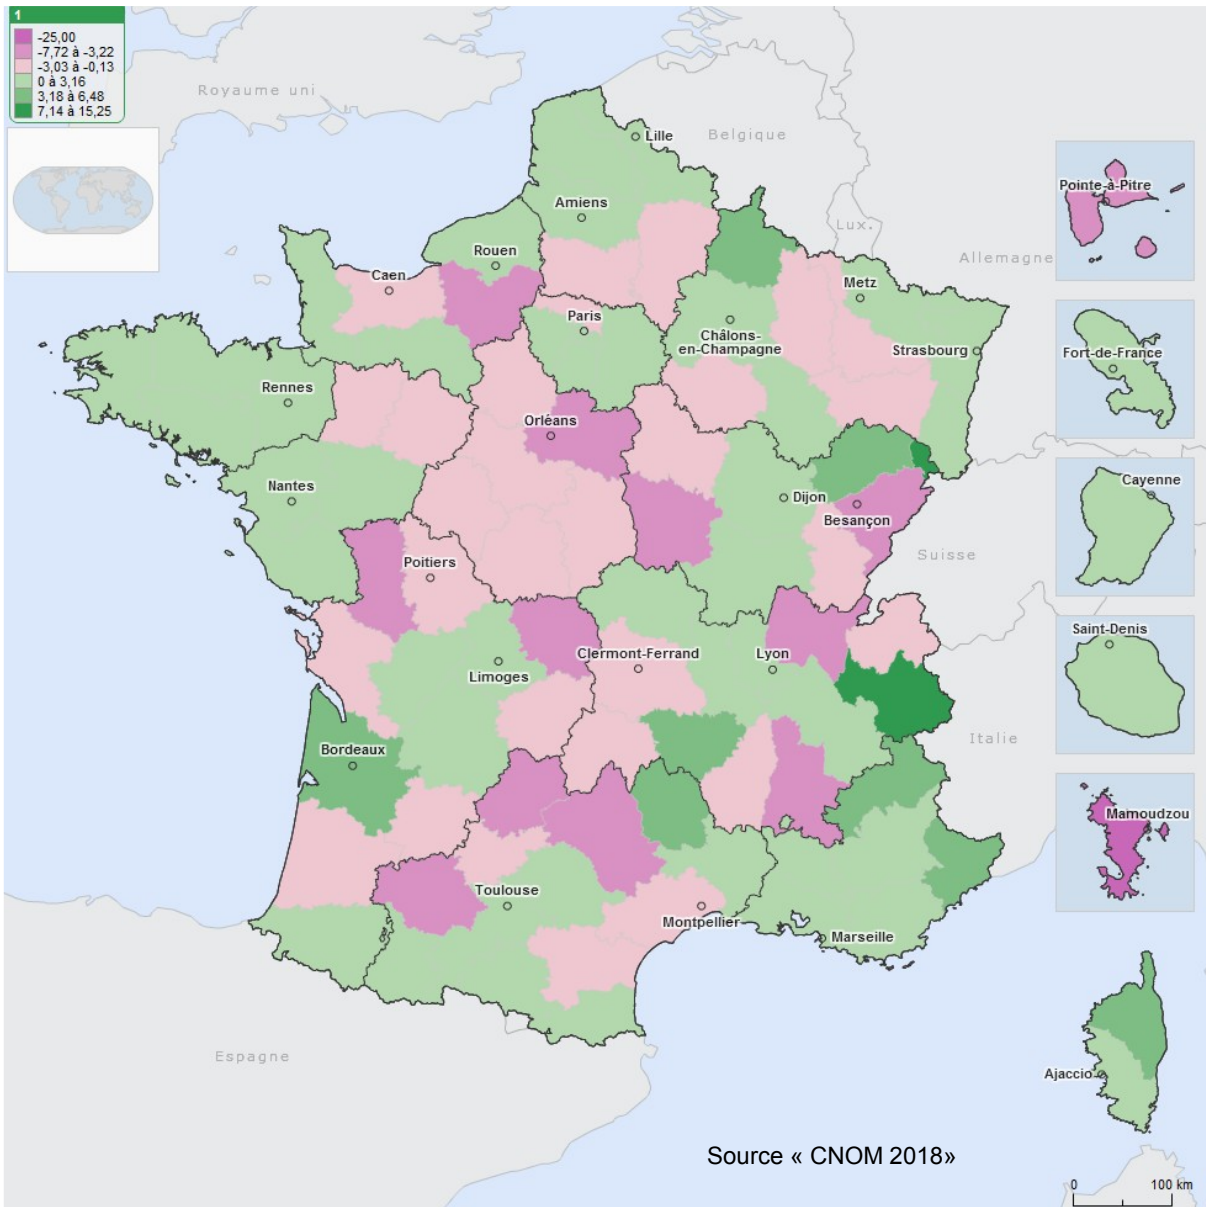 1
-25,00
-7,72 à -3,22
-3,03 à -0,13
0 à 3,16
3,18 à 6,48
7,14 à 15,25
Royaume uni
Lille
Belgique
Pointe-à-Pitre
Amiens
Lux.
Rouen
Allemagne
Caen
Metz
Paris
Châlons-
en-Champagne
Strasbourg
Fort-de-France
Rennes
Orléans
Nantes
Dijon
Cayenne
Besançon
Suisse
Poitiers
Saint-Denis
Clermont-Ferrand
Lyon
Limoges
Italie
Bordeaux
Mamoudzou
Toulouse
Montpellier
Marseille
Espagne
Ajaccio
Source « CNOM 2018»
0 100 km